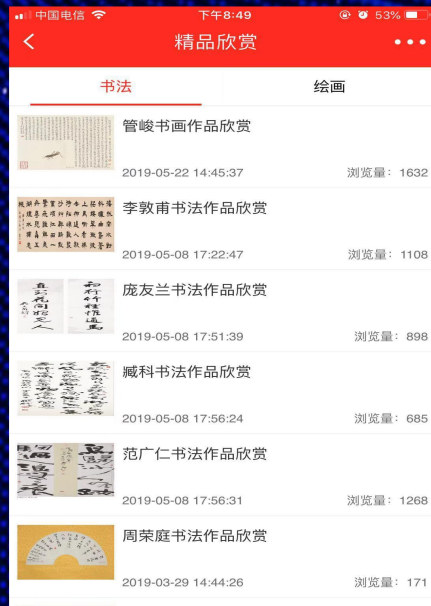 中国电信 下午8:49 53%
精品欣赏
书法 绘画
管峻书画作品欣赏
2019-05-22 14:45:37 浏览量：1632
李敦甫书法作品欣赏
2019-05-08 17:22:47 浏览量：1108
庞友兰书法作品欣赏
2019-05-08 17:51:39 浏览量：898
臧科书法作品欣赏
2019-05-08 17:56:24 浏览量：685
范广仁书法作品欣赏
2019-05-08 17:56:31 浏览量：1268
周荣庭书法作品欣赏
2019-03-29 14:44:26 浏览量：171